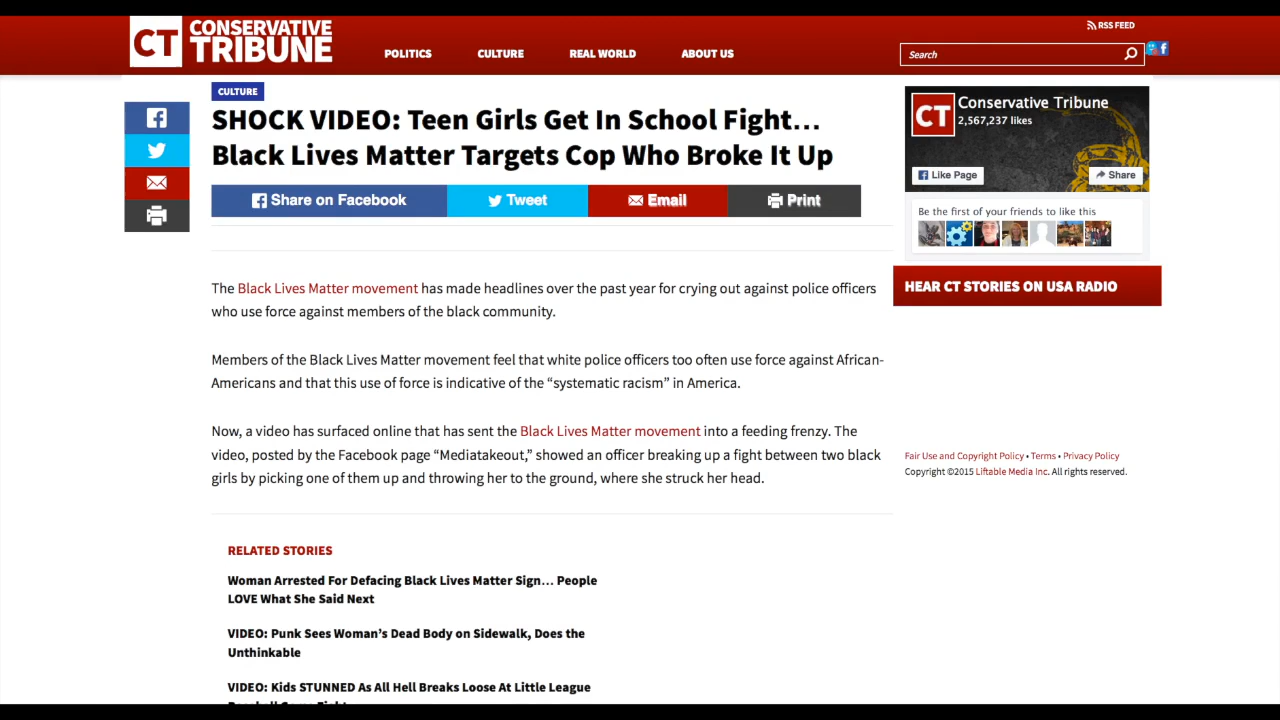 CT
CONSERVATIVE
TRIBUNE
POLITICS
CULTURE
REAL WORLD
ABOUT US
RSS FEED
Search
CULTURE
SHOCK VIDEO: Teen Girls Get In School Fight…
Black Lives Matter Targets Cop Who Broke It Up
Share on Facebook
Tweet
Email
Print
The Black Lives Matter movement has made headlines over the past year for crying out against police officers
who use force against members of the black community.
Members of the Black Lives Matter movement feel that white police officers too often use force against African-
Americans and that this use of force is indicative of the “systematic racism” in America.
Now, a video has surfaced online that has sent the Black Lives Matter movement into a feeding frenzy. The
video, posted by the Facebook page “Mediatakeout,” showed an officer breaking up a fight between two black
girls by picking one of them up and throwing her to the ground, where she struck her head.
RELATED STORIES
Woman Arrested For Defacing Black Lives Matter Sign… People
LOVE What She Said Next
VIDEO: Punk Sees Woman’s Dead Body on Sidewalk, Does the
Unthinkable
VIDEO: Kids STUNNED As All Hell Breaks Loose At Little League
CT
Conservative Tribune
2,567,237 likes
Like Page
Share
Be the first of your friends to like this
HEAR CT STORIES ON USA RADIO
Fair Use and Copyright Policy • Terms • Privacy Policy
Copyright ©2015 Liftable Media Inc. All rights reserved.